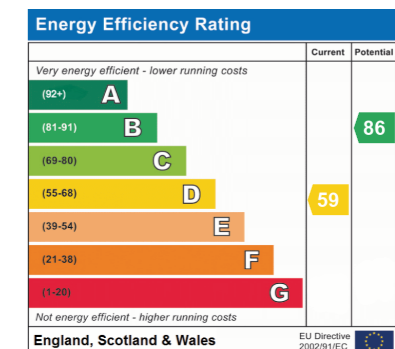 Energy Efficiency Rating
Current Potential
Very energy efficient - lower running costs
(92+) A
(81-91) B 86
(69-80) C
(55-68) D 59
(39-54) E
(21-38) F
(1-20) G
Not energy efficient - higher running costs
England, Scotland & Wales
EU Directive
2002/91/EC